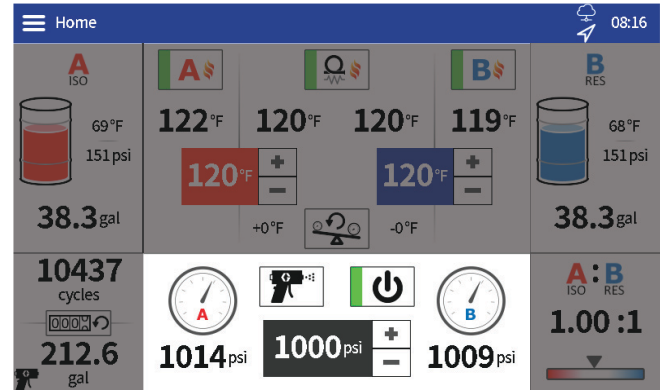 Home
08:16
A
ISO
A
B
B
RES
69°F
151 psi
122°F
120°F
120°F
119°F
68°F
151 psi
120°F
+
−
120°F
+
−
38.3 gal
+0°F
-0°F
38.3 gal
10437
cycles
212.6
gal
A
1014 psi
1000 psi
+
−
B
1009 psi
A:B
ISO RES
1.00 :1